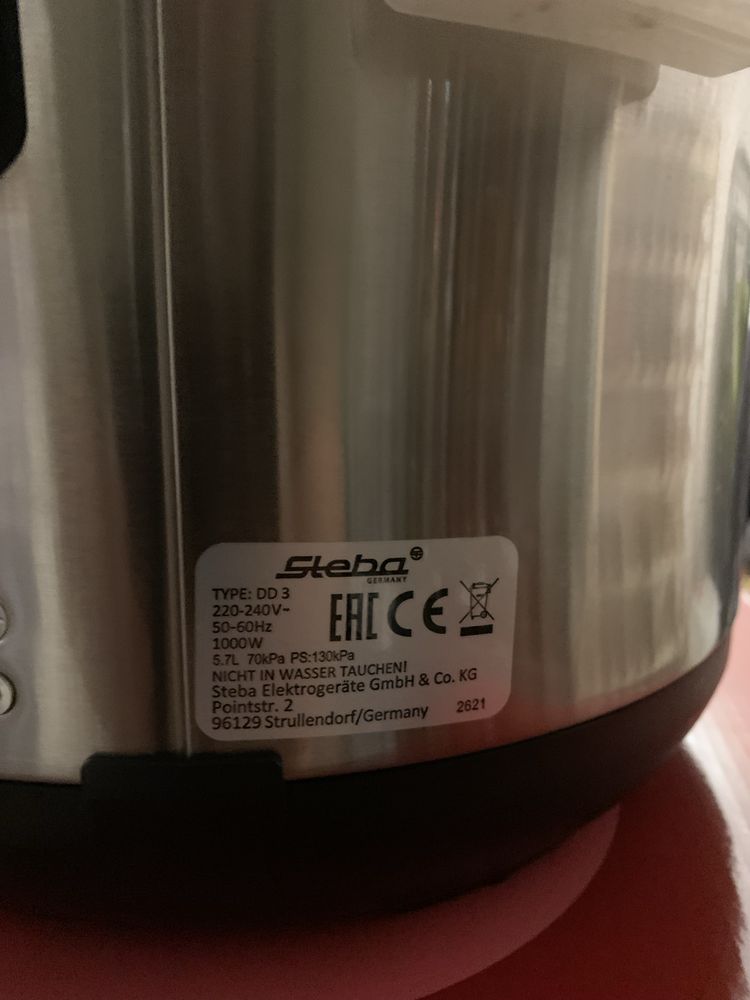 Steba
GERMANY
TYPE: DD 3
220-240V~
50-60Hz
1000W
EAC CE
5.7L 70kPa PS:130kPa
NICHT IN WASSER TAUCHEN!
Steba Elektrogeräte GmbH & Co. KG
Pointstr. 2
96129 Strullendorf/Germany 2621